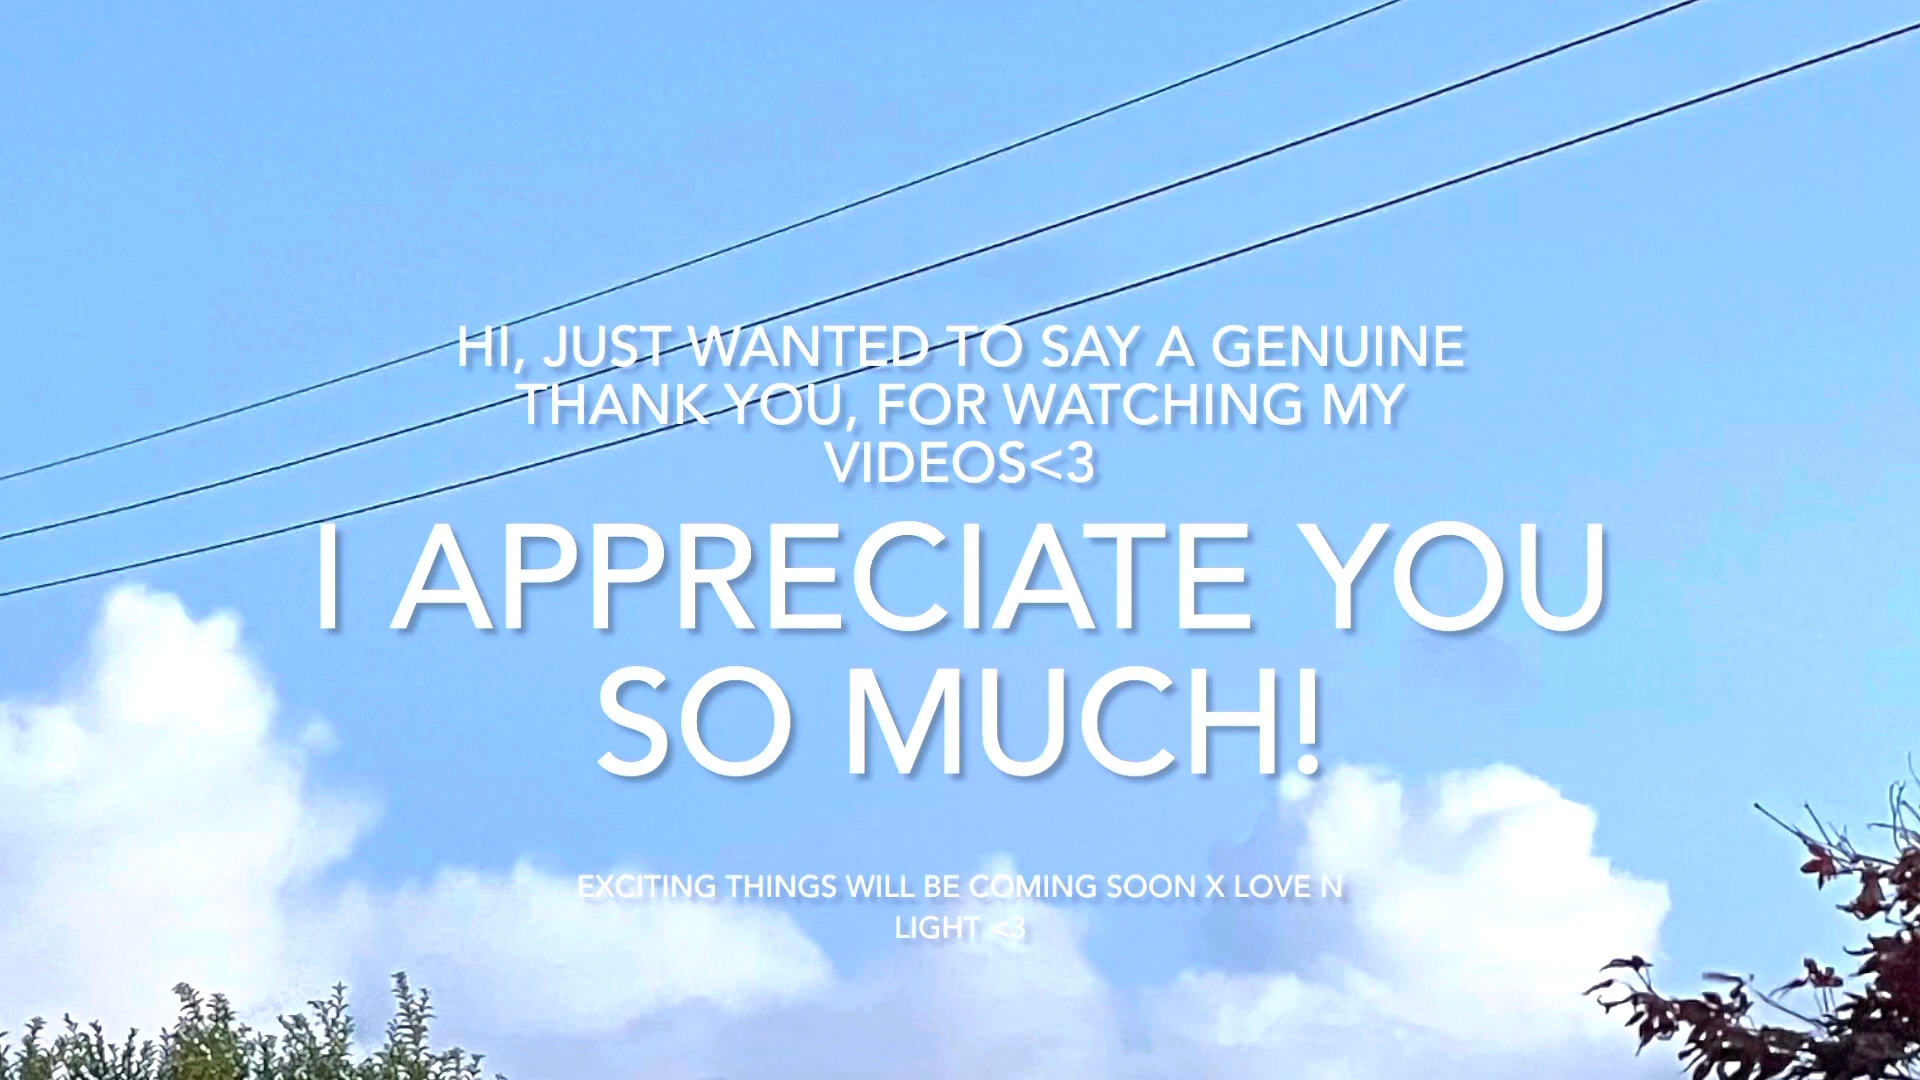 HI, JUST WANTED TO SAY A GENUINE
THANK YOU, FOR WATCHING MY
VIDEOS<3
I APPRECIATE YOU
SO MUCH!
EXCITING THINGS WILL BE COMING SOON X LOVE N
LIGHT <3